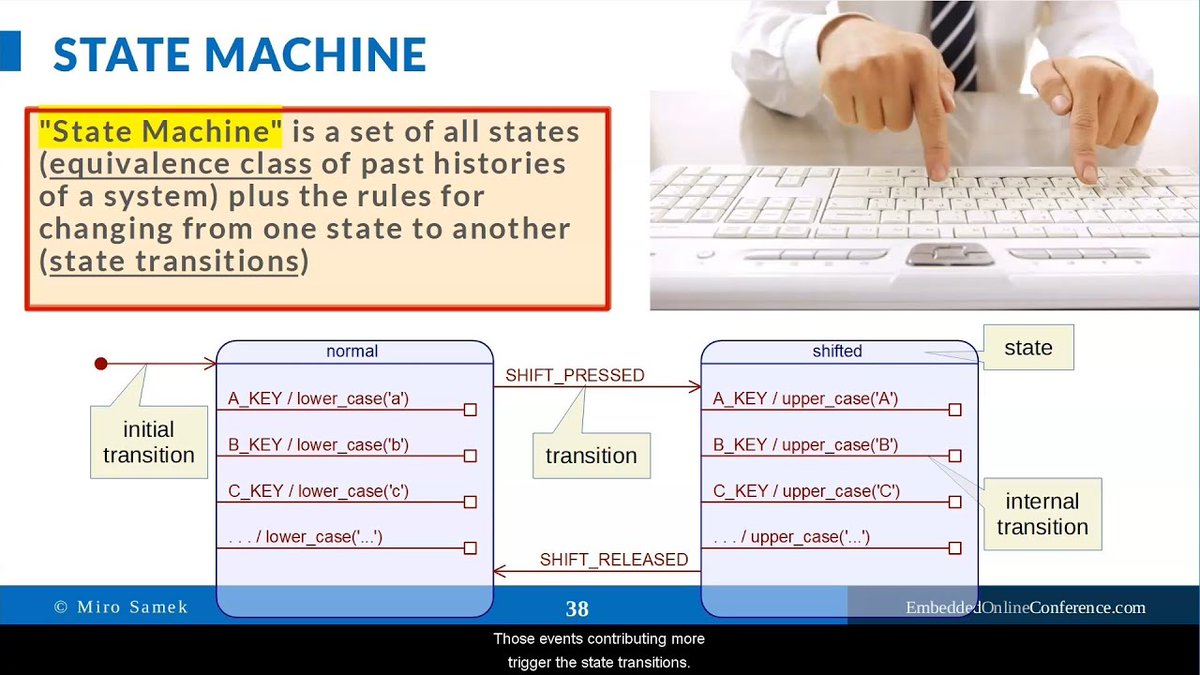 STATE MACHINE
"State Machine" is a set of all states
(equivalence class of past histories
of a system) plus the rules for
changing from one state to another
(state transitions)
normal
A_KEY / lower_case('a')
B_KEY / lower_case('b')
C_KEY / lower_case('c')
. . . / lower_case('...')
initial
transition
SHIFT_PRESSED
transition
SHIFT_RELEASED
shifted
A_KEY / upper_case('A')
B_KEY / upper_case('B')
C_KEY / upper_case('C')
. . . / upper_case('...')
state
internal
transition
© Miro Samek
38
EmbeddedOnlineConference.com
Those events contributing more
trigger the state transitions.